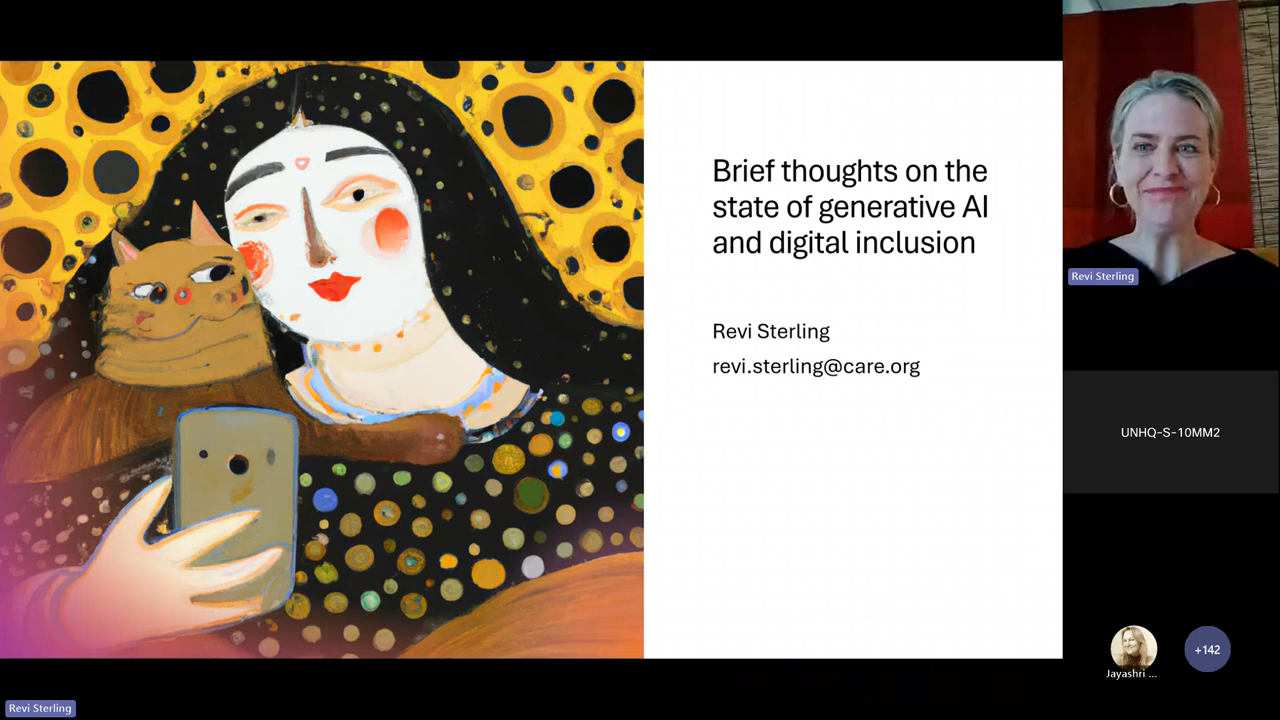 Brief thoughts on the
state of generative AI
and digital inclusion
Revi Sterling
revi.sterling@care.org
Revi Sterling
UNHQ-S-10MM2
Jayashri ...
+142
Revi Sterling